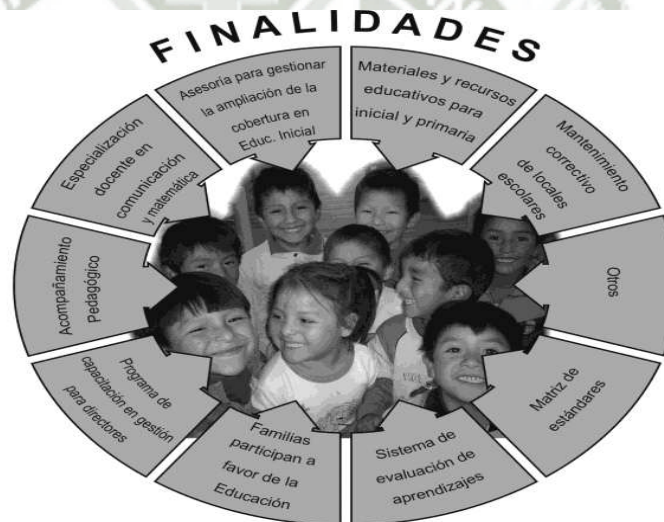 FINALIDADES
Asesoría para gestionar
la ampliación de la
cobertura en
Educ. Inicial
Materiales y recursos
educativos para
inicial y primaria
Mantenimiento
correctivo
de locales
escolares
Otros
Matriz de
estándares
Sistema de
evaluación de
aprendizajes
Familias
participan a
favor de la
Educación
Programa de
capacitación en gestión
para directores
Acompañamiento
Pedagógico
Especialización
docente en
comunicación
y matemática